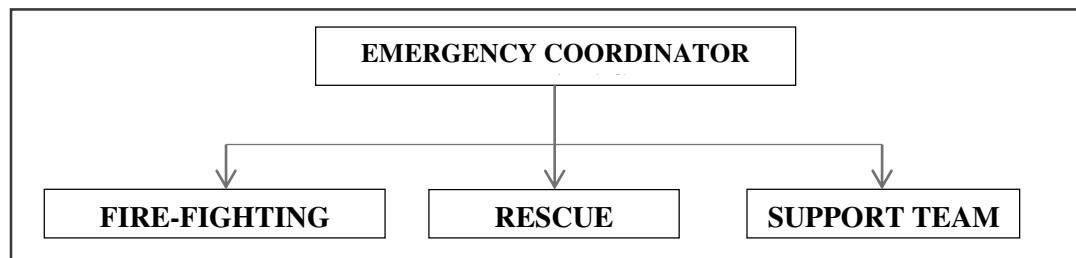 EMERGENCY COORDINATOR
FIRE-FIGHTING
RESCUE
SUPPORT TEAM